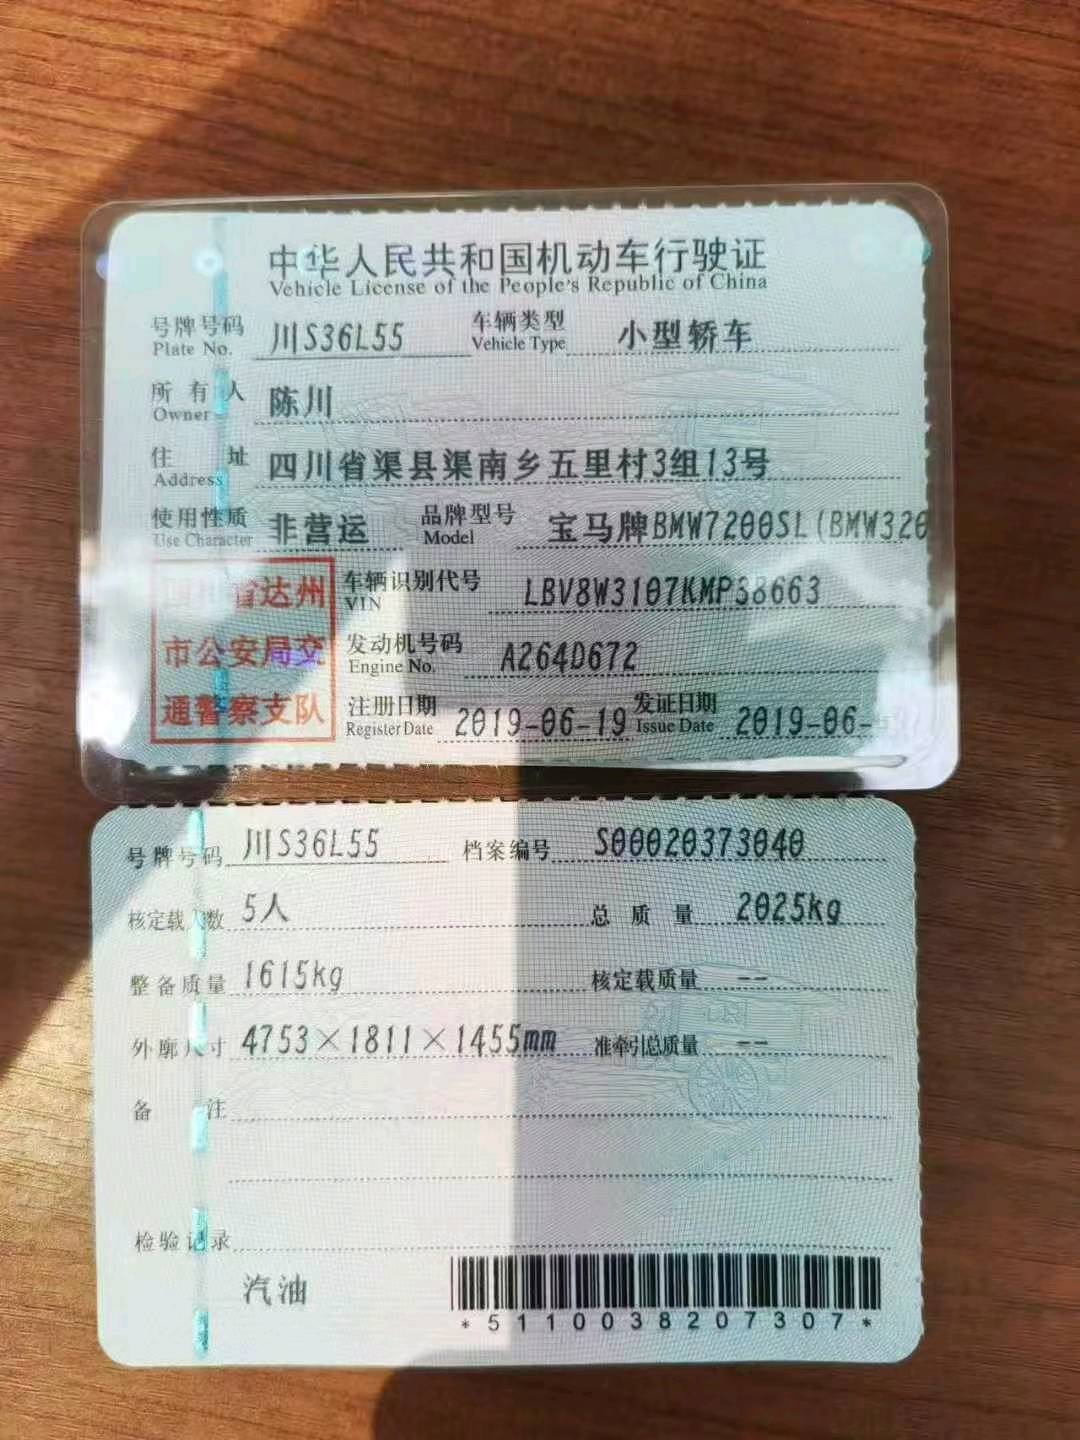 中华人民共和国机动车行驶证
Vehicle License of the People's Republic of China
号牌号码 川S36L55 车辆类型 小型轿车
Plate No. Vehicle Type
所有人 陈川
Owner
住址 四川省渠县渠南乡五里村3组13号
Address
使用性质 非营运 品牌型号 宝马牌BMW7200SL(BMW320
Use Character Model
四川省达州 车辆识别代号 LBV8W3107KMP38663
VIN
市公安局交 发动机号码 A264D672
Engine No.
通警察支队 注册日期 2019-06-19 发证日期 2019-06-
Register Date Issue Date
号牌号码 川S36L55 档案编号 S00020373040
核定载人数 5人 总质量 2025kg
整备质量 1615kg 核定载质量 --
外廓尺寸 4753×1811×1455mm 准牵引总质量 --
备注
检验记录
汽油
*5110038207307*